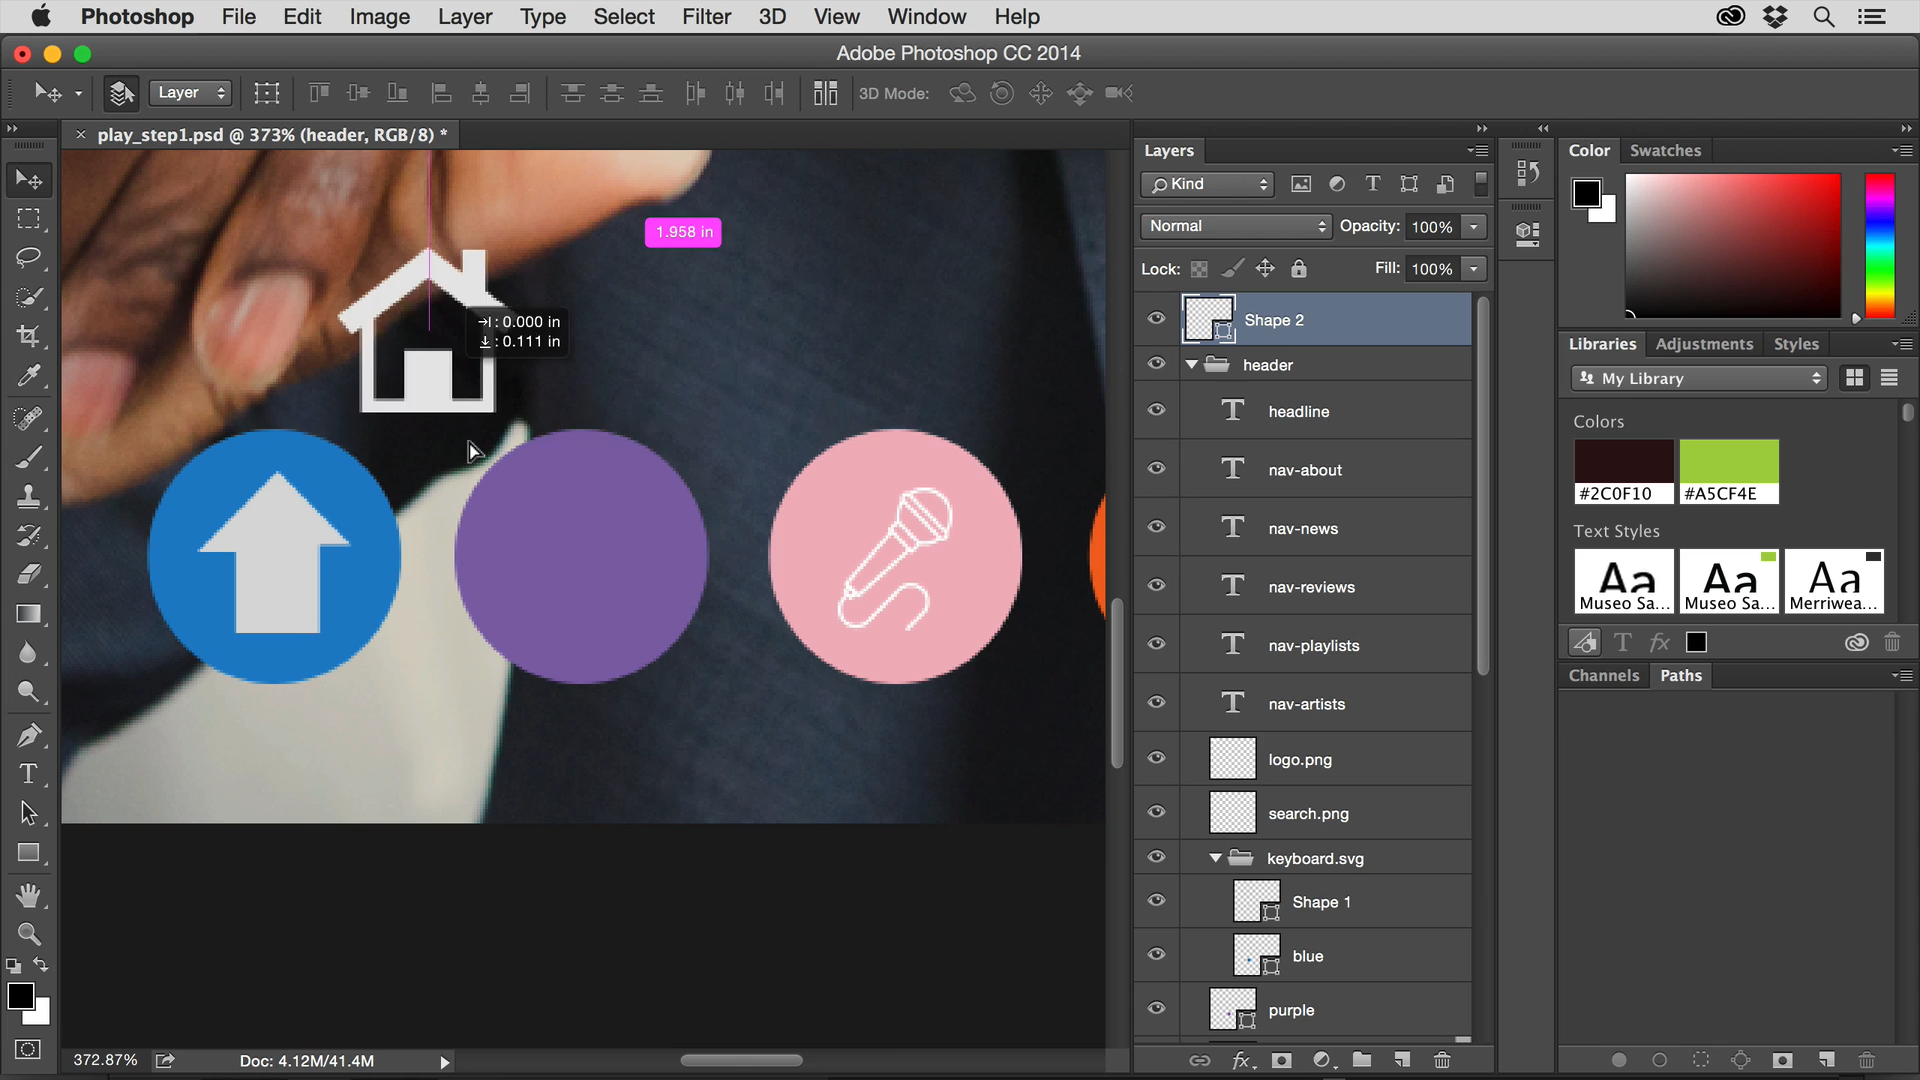 Photoshop File Edit Image Layer Type Select Filter 3D View Window Help
Adobe Photoshop CC 2014
Layer 3D Mode:
play_step1.psd @ 373% (header, RGB/8) *
1.958 in
: 0.000 in
: 0.111 in
372.87% Doc: 4.12M/41.4M
Layers
Kind
Normal Opacity: 100%
Lock: Fill: 100%
Shape 2
header
T headline
T nav-about
T nav-news
T nav-reviews
T nav-playlists
T nav-artists
logo.png
search.png
keyboard.svg
Shape 1
blue
purple
fx
Color Swatches
Libraries Adjustments Styles
My Library
Colors
#2C0F10 #A5CF4E
Text Styles
Aa Aa Aa
Museo Sa... Museo Sa... Merriwea...
T fx
Channels Paths